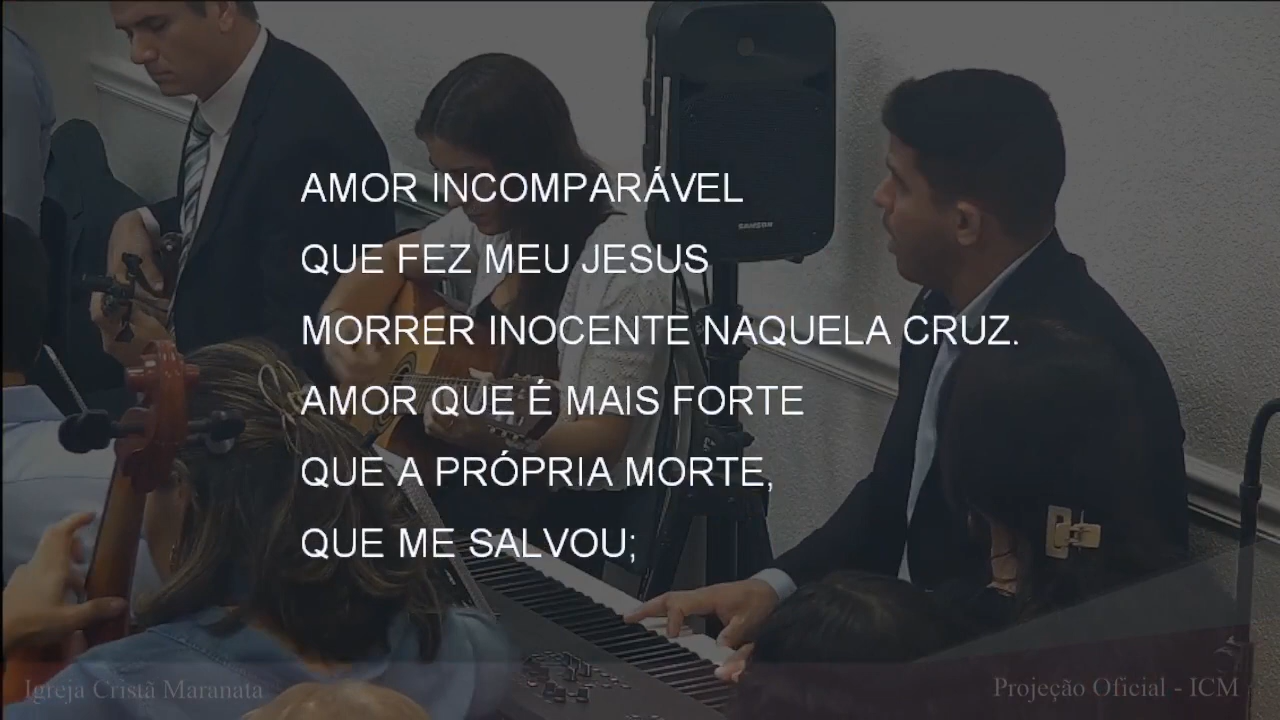 SAMSON
AMOR INCOMPARÁVEL
QUE FEZ MEU JESUS
MORRER INOCENTE NAQUELA CRUZ.
AMOR QUE É MAIS FORTE
QUE A PRÓPRIA MORTE,
QUE ME SALVOU;
Igreja Cristã Maranata
Projeção Oficial - ICM